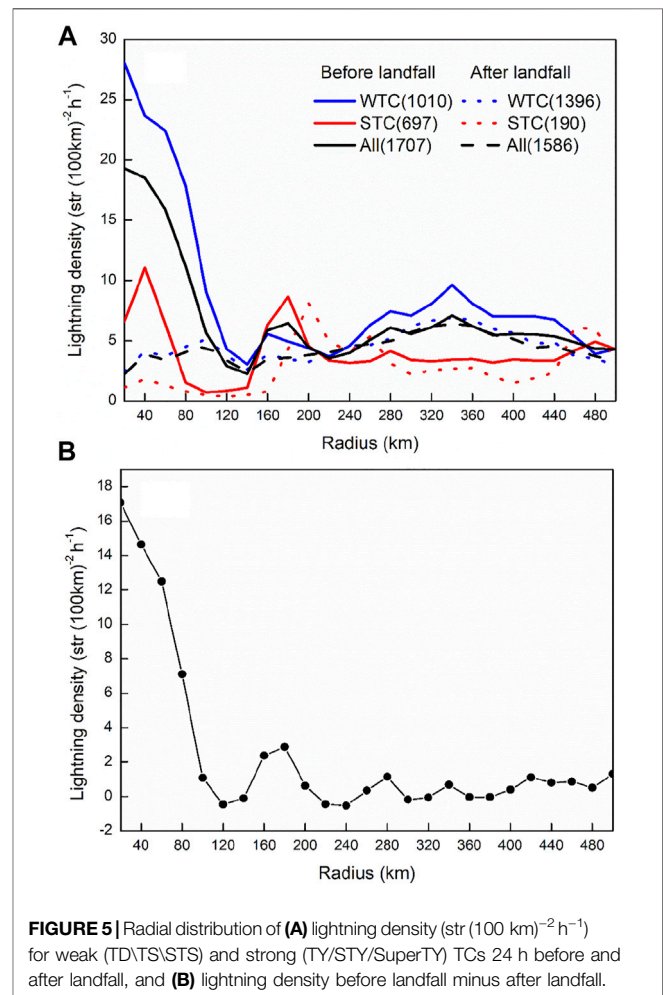 A
30
25
20
15
10
5
0
Lightning density (str (100km)⁻² h⁻¹)
Before landfall After landfall
WTC(1010) WTC(1396)
STC(697) STC(190)
All(1707) All(1586)
40 80 120 160 200 240 280 320 360 400 440 480
Radius (km)
B
18
16
14
12
10
8
6
4
2
0
-2
Lightning density (str (100km)⁻² h⁻¹)
40 80 120 160 200 240 280 320 360 400 440 480
Radius (km)
FIGURE 5 | Radial distribution of (A) lightning density (str (100 km)⁻² h⁻¹)
for weak (TD\TS\STS) and strong (TY/STY/SuperTY) TCs 24 h before and
after landfall, and (B) lightning density before landfall minus after landfall.